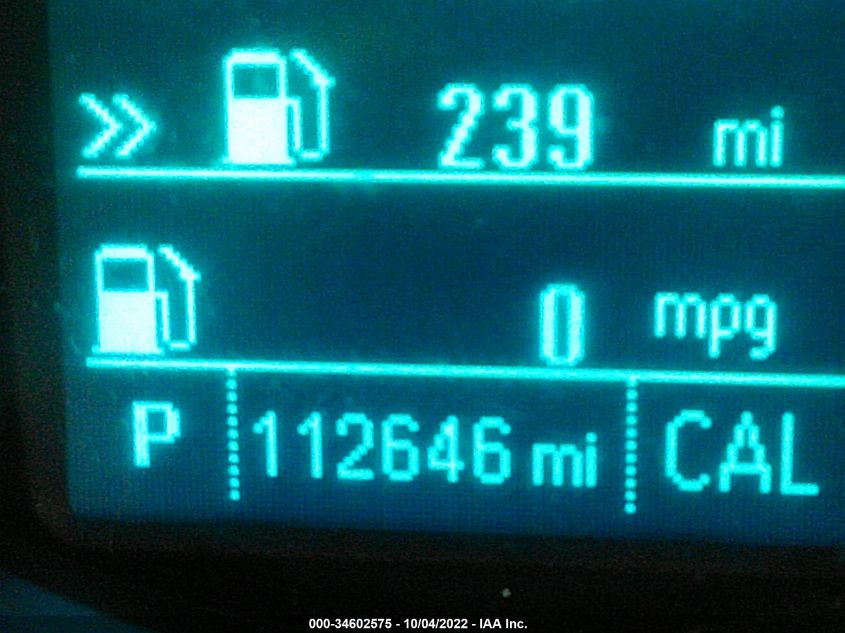 239 mi
0 mpg
P 112646 mi CAL
000-34602575 - 10/04/2022 - IAA Inc.